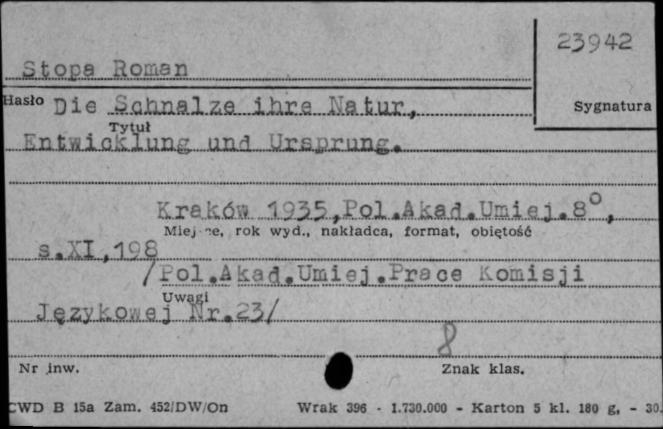 23942
Stopa Roman
Hasło Die Schnalze ihre Natur, Sygnatura
Tytuł
Entwicklung und Ursprung.
Kraków 1935,Pol.Akad.Umiej.8°,
Miejsce, rok wyd., nakładca, format, objętość
s.XI,198
/Pol.Akad.Umiej.Prace Komisji
Uwagi
Językowej Nr.23/
8
Nr inw. Znak klas.
CWD B 15a Zam. 452/DW/On Wrak 396 - 1.730.000 - Karton 5 kl. 180 g, - 30.